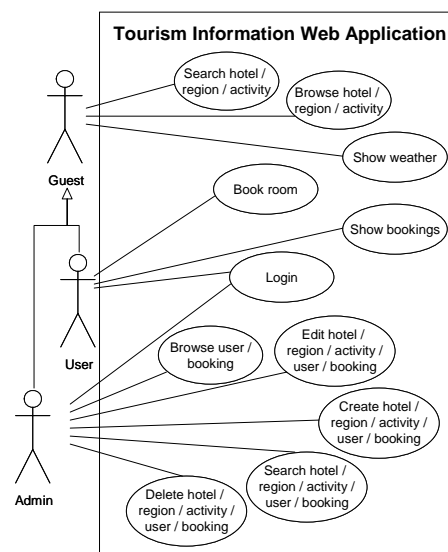 Tourism Information Web Application
Search hotel /
region / activity
Browse hotel /
region / activity
Show weather
Guest
Book room
Show bookings
Login
User
Browse user /
booking
Edit hotel /
region / activity /
user / booking
Create hotel /
region / activity /
user / booking
Search hotel /
region / activity /
user / booking
Delete hotel /
region / activity /
user / booking
Admin